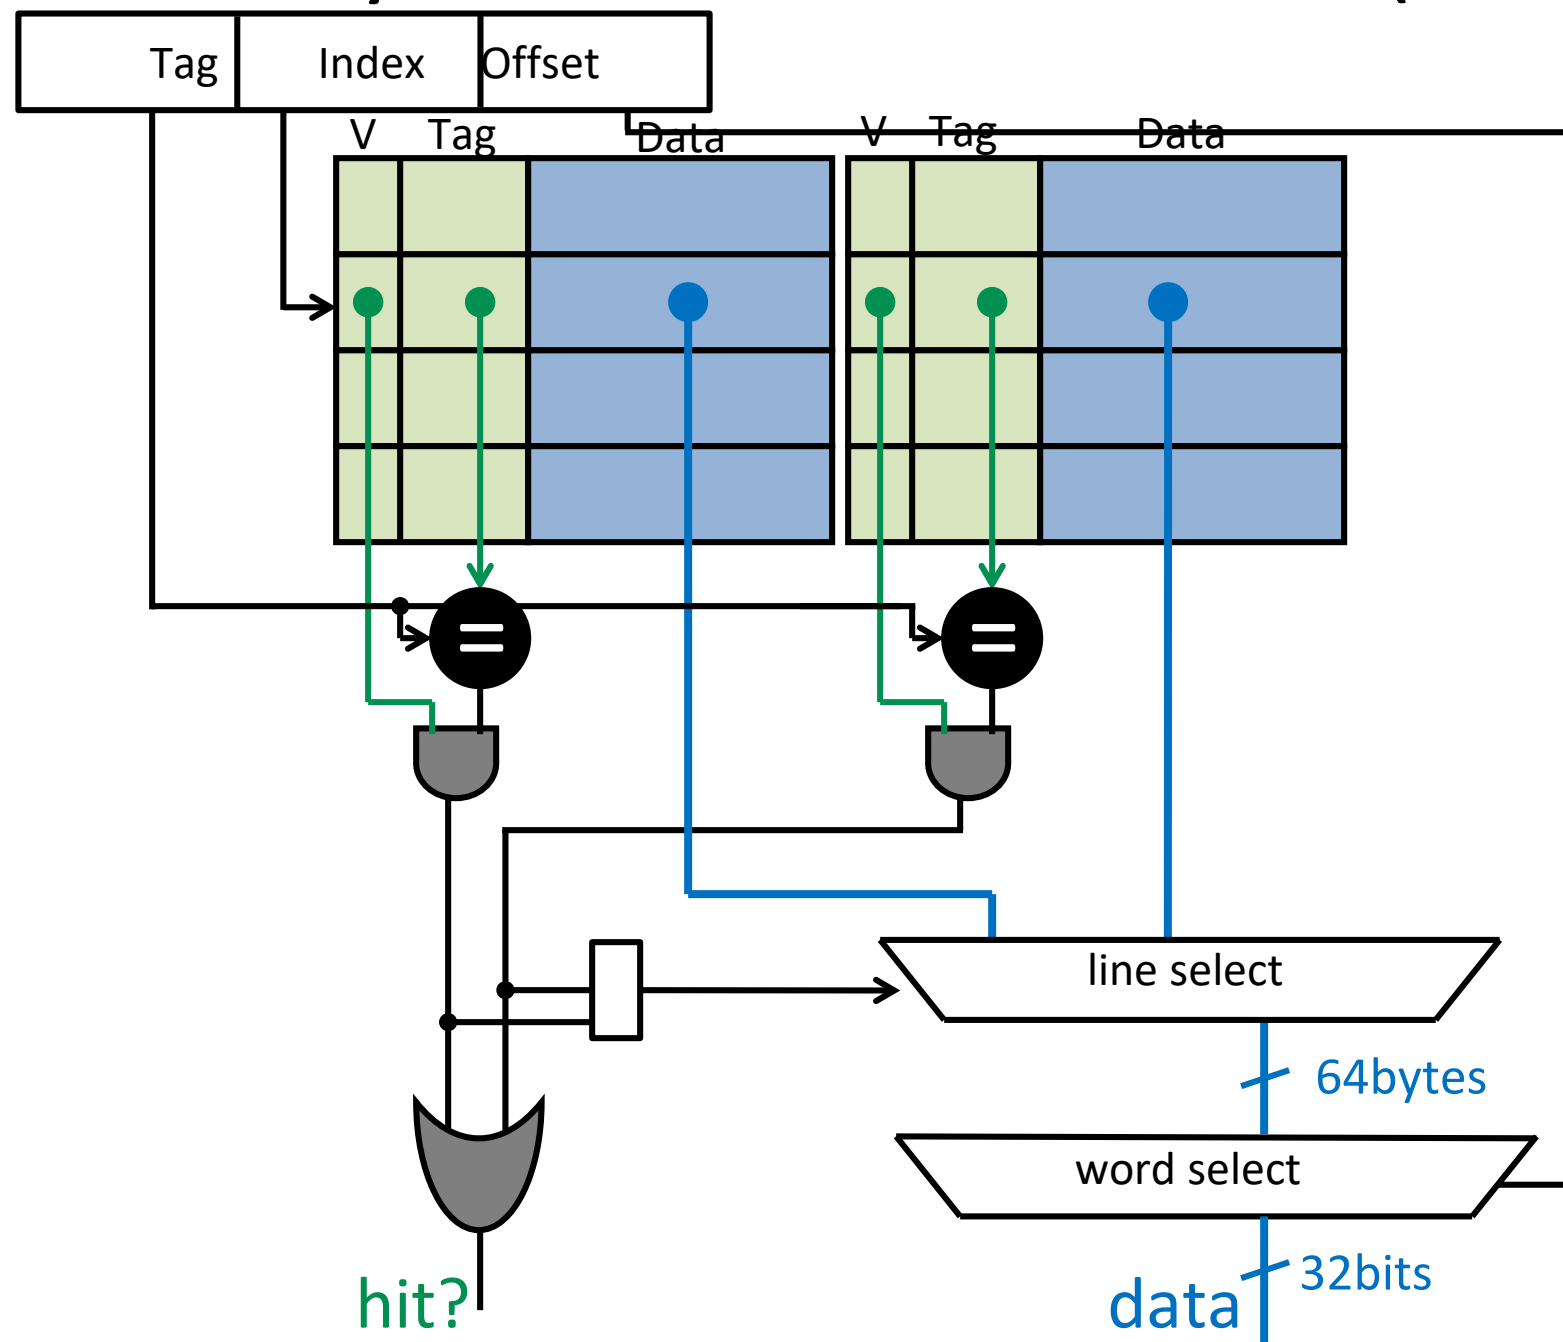 Tag Index Offset
V Tag Data V Tag Data
=
=
line select
64bytes
word select
32bits
hit? data